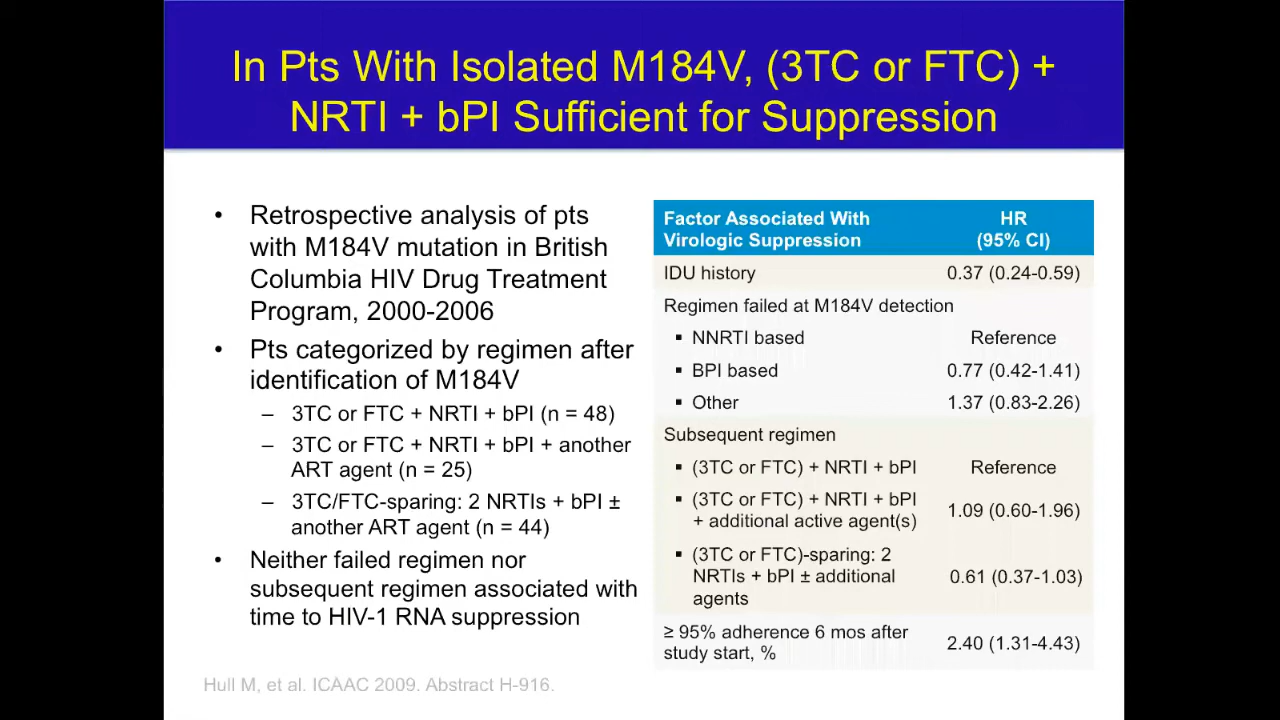 In Pts With Isolated M184V, (3TC or FTC) +
NRTI + bPI Sufficient for Suppression
• Retrospective analysis of pts
with M184V mutation in British
Columbia HIV Drug Treatment
Program, 2000-2006
• Pts categorized by regimen after
identification of M184V
– 3TC or FTC + NRTI + bPI (n = 48)
– 3TC or FTC + NRTI + bPI + another
ART agent (n = 25)
– 3TC/FTC-sparing: 2 NRTIs + bPI ±
another ART agent (n = 44)
• Neither failed regimen nor
subsequent regimen associated with
time to HIV-1 RNA suppression
Factor Associated With
Virologic Suppression
HR
(95% CI)
IDU history 0.37 (0.24-0.59)
Regimen failed at M184V detection
▪ NNRTI based Reference
▪ BPI based 0.77 (0.42-1.41)
▪ Other 1.37 (0.83-2.26)
Subsequent regimen
▪ (3TC or FTC) + NRTI + bPI Reference
▪ (3TC or FTC) + NRTI + bPI
+ additional active agent(s)
1.09 (0.60-1.96)
▪ (3TC or FTC)-sparing: 2
NRTIs + bPI ± additional
agents
0.61 (0.37-1.03)
≥ 95% adherence 6 mos after
study start, %
2.40 (1.31-4.43)
Hull M, et al. ICAAC 2009. Abstract H-916.